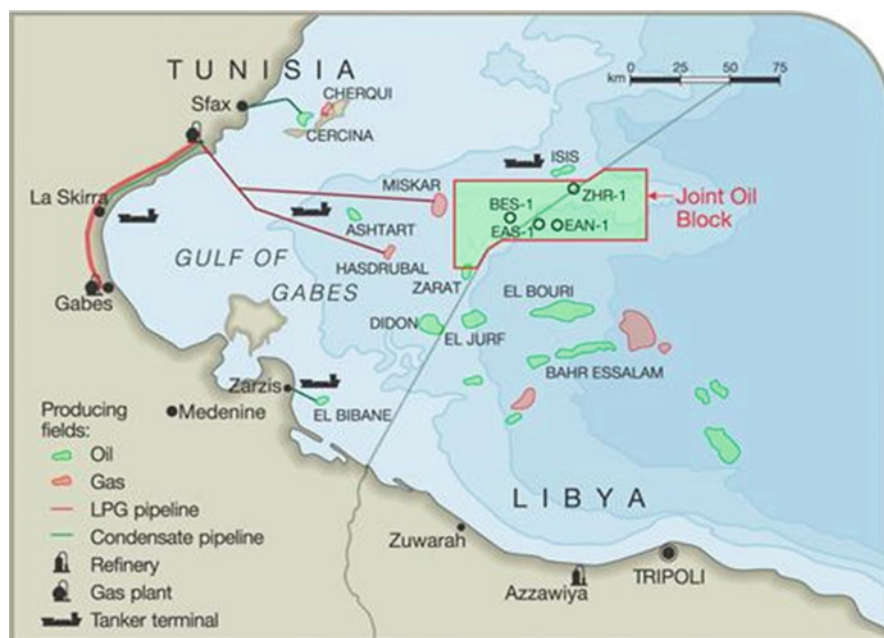 TUNISIA
km 0 25 50 75
Sfax
CHERQUI
CERCINA
ISIS
MISKAR
ZHR-1
Joint Oil
Block
BES-1
La Skirra
ASHTART
EAS-1
EAN-1
GULF OF
GABES
HASDRUBAL
ZARAT
Gabes
EL BOURI
DIDON
EL JURF
BAHR ESSALAM
Zarzis
EL BIBANE
Medenine
Producing
fields:
Oil
Gas
LPG pipeline
Condensate pipeline
Refinery
Gas plant
Tanker terminal
LIBYA
Zuwarah
Azzawiya
TRIPOLI